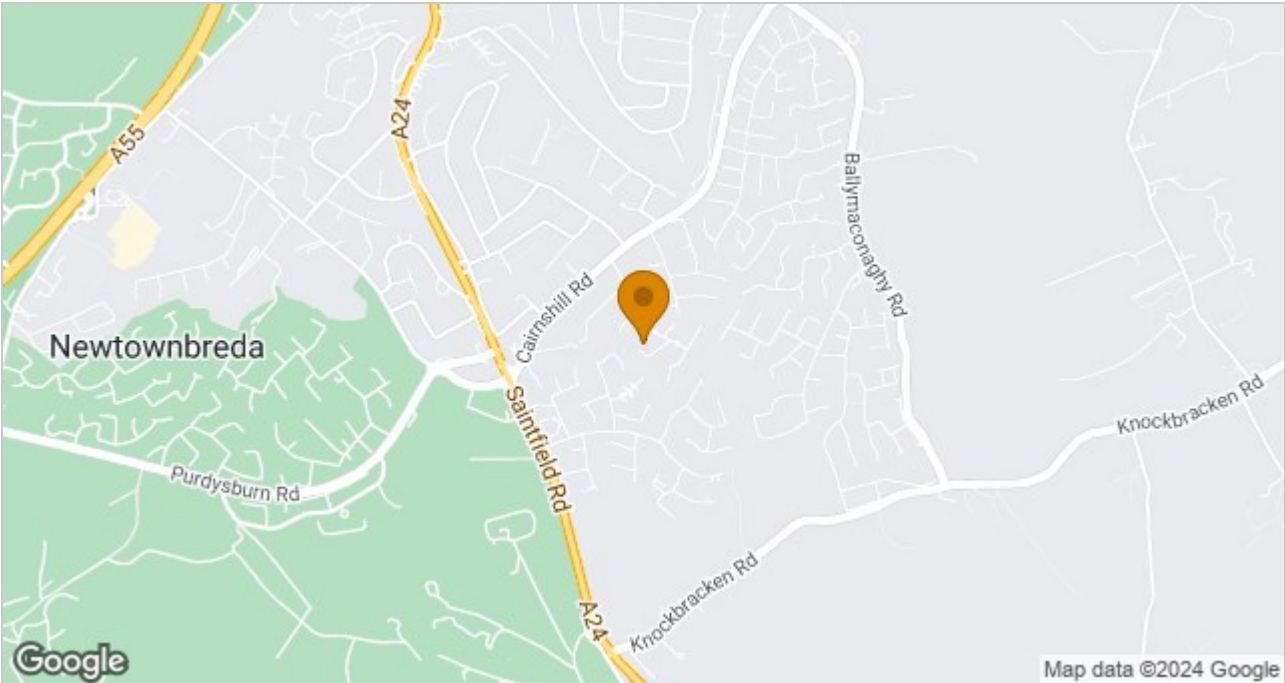 A55
A24
Ballymaconaghy Rd
Cairnshill Rd
Newtownbreda
Saintfield Rd
Knockbracken Rd
Purdysburn Rd
A24
Knockbracken Rd
Google
Map data ©2024 Google